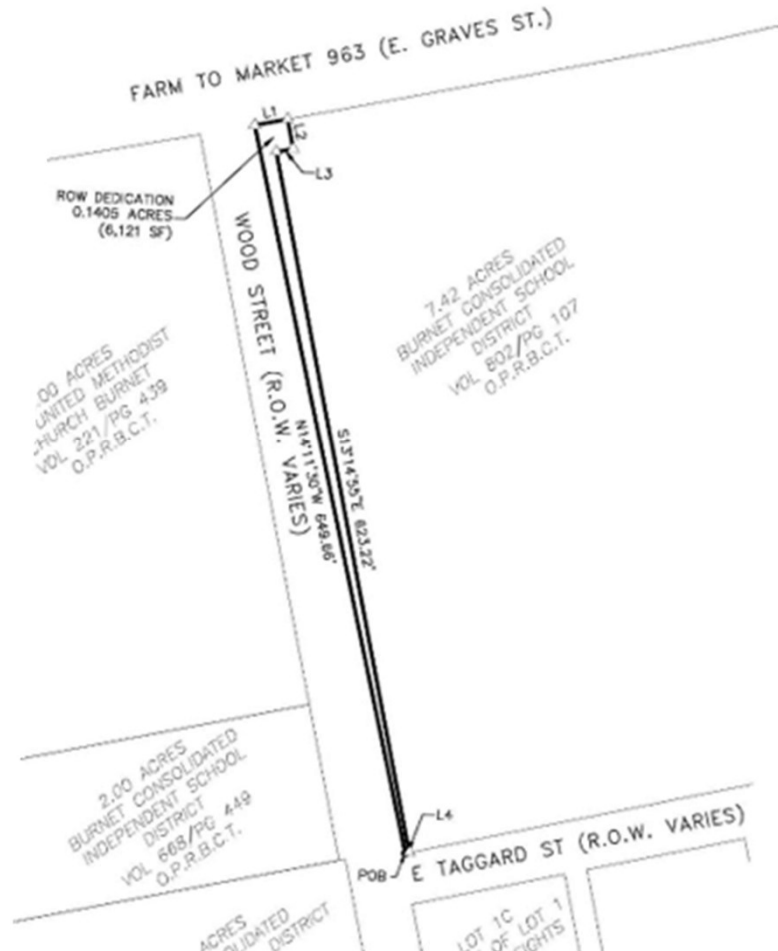 FARM TO MARKET 963 (E. GRAVES ST.)
L1
L2
L3
ROW DEDICATION
0.1405 ACRES
(6,121 SF)
WOOD STREET (R.O.W. VARIES)
7.42 ACRES
BURNET CONSOLIDATED
INDEPENDENT SCHOOL
DISTRICT
VOL 802/PG 107
O.P.R.B.C.T.
.00 ACRES
UNITED METHODIST
CHURCH BURNET
VOL 221/PG 439
O.P.R.B.C.T.
N14°11'30"W 649.66'
S13°14'55"E 623.22'
2.00 ACRES
BURNET CONSOLIDATED
INDEPENDENT SCHOOL
DISTRICT
VOL 668/PG 449
O.P.R.B.C.T.
L4
POB
E TAGGARD ST (R.O.W. VARIES)
ACRES
DISTRICT
LOT 1C
OF LOT 1